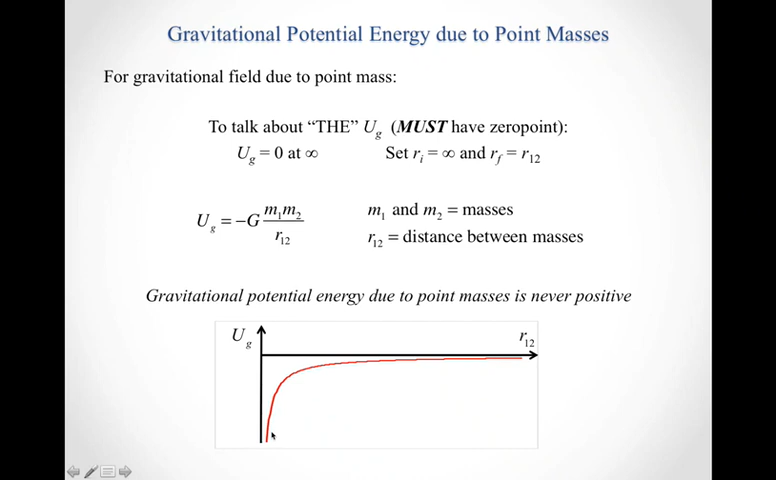 Gravitational Potential Energy due to Point Masses
For gravitational field due to point mass:
To talk about “THE” U_g (MUST have zeropoint):
U_g = 0 at ∞ Set r_i = ∞ and r_f = r_12
U_g = −G m_1m_2 / r_12
m_1 and m_2 = masses
r_12 = distance between masses
Gravitational potential energy due to point masses is never positive
U_g
r_12